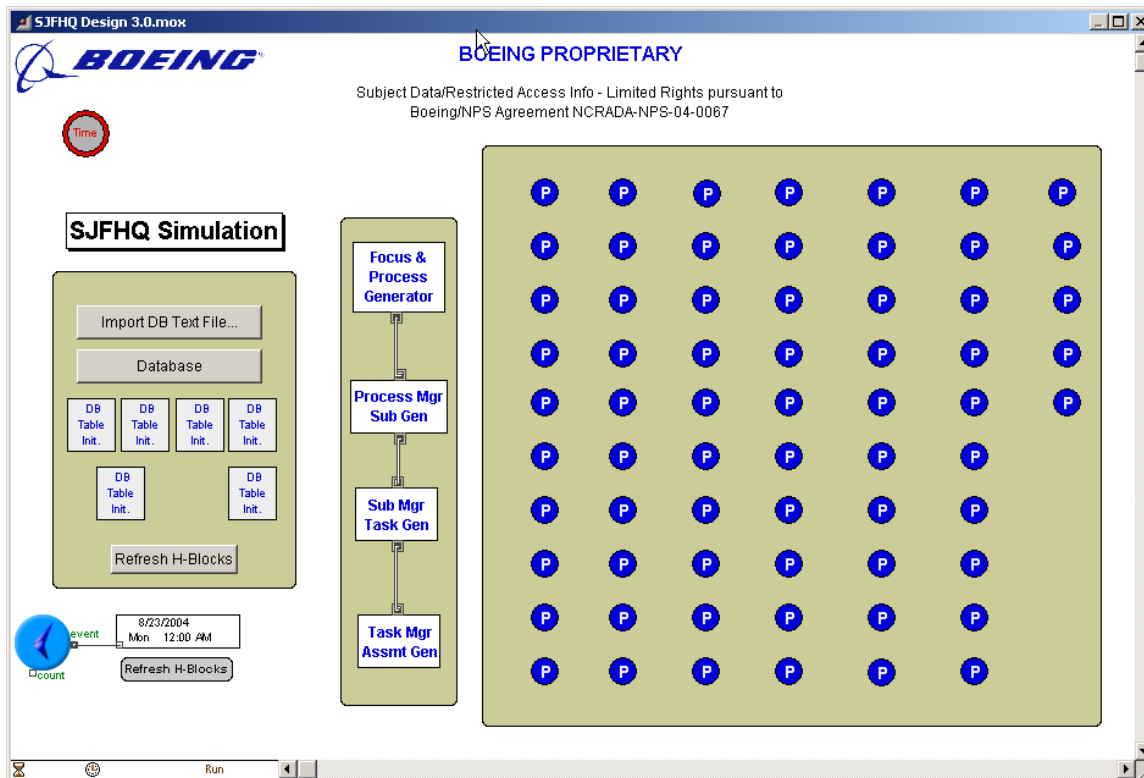 SJFHQ Design 3.0.mox
BOEING
BOEING PROPRIETARY
Subject Data/Restricted Access Info - Limited Rights pursuant to
Boeing/NPS Agreement NCRADA-NPS-04-0067
Time
SJFHQ Simulation
Import DB Text File...
Database
DB DB DB DB
Table Table Table Table
Init. Init. Init. Init.
DB DB
Table Table
Init. Init.
Refresh H-Blocks
event
8/23/2004
Mon 12:00 AM
count
Refresh H-Blocks
Focus &
Process
Generator
Process Mgr
Sub Gen
Sub Mgr
Task Gen
Task Mgr
Assmt Gen
P P P P P P P
P P P P P P P
P P P P P P P
P P P P P P P
P P P P P P P
P P P P P P
P P P P P P
P P P P P P
P P P P P P
P P P P P P
Run